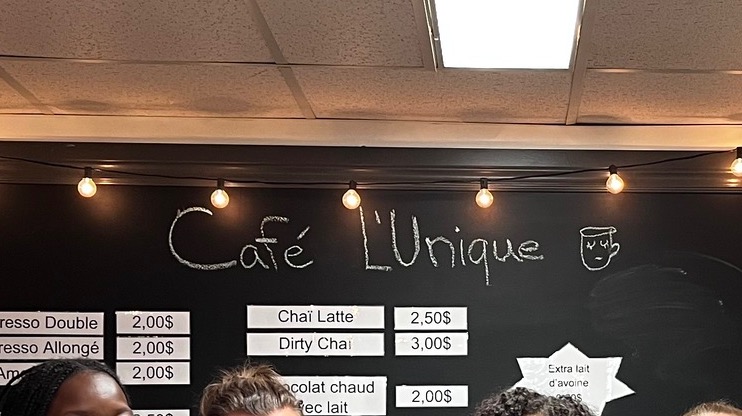 Café L'Unique
resso Double 2,00$
resso Allongé 2,00$
2,00$
Chaï Latte 2,50$
Dirty Chaï 3,00$
ocolat chaud
ec lait
2,00$
Extra lait
d'avoine